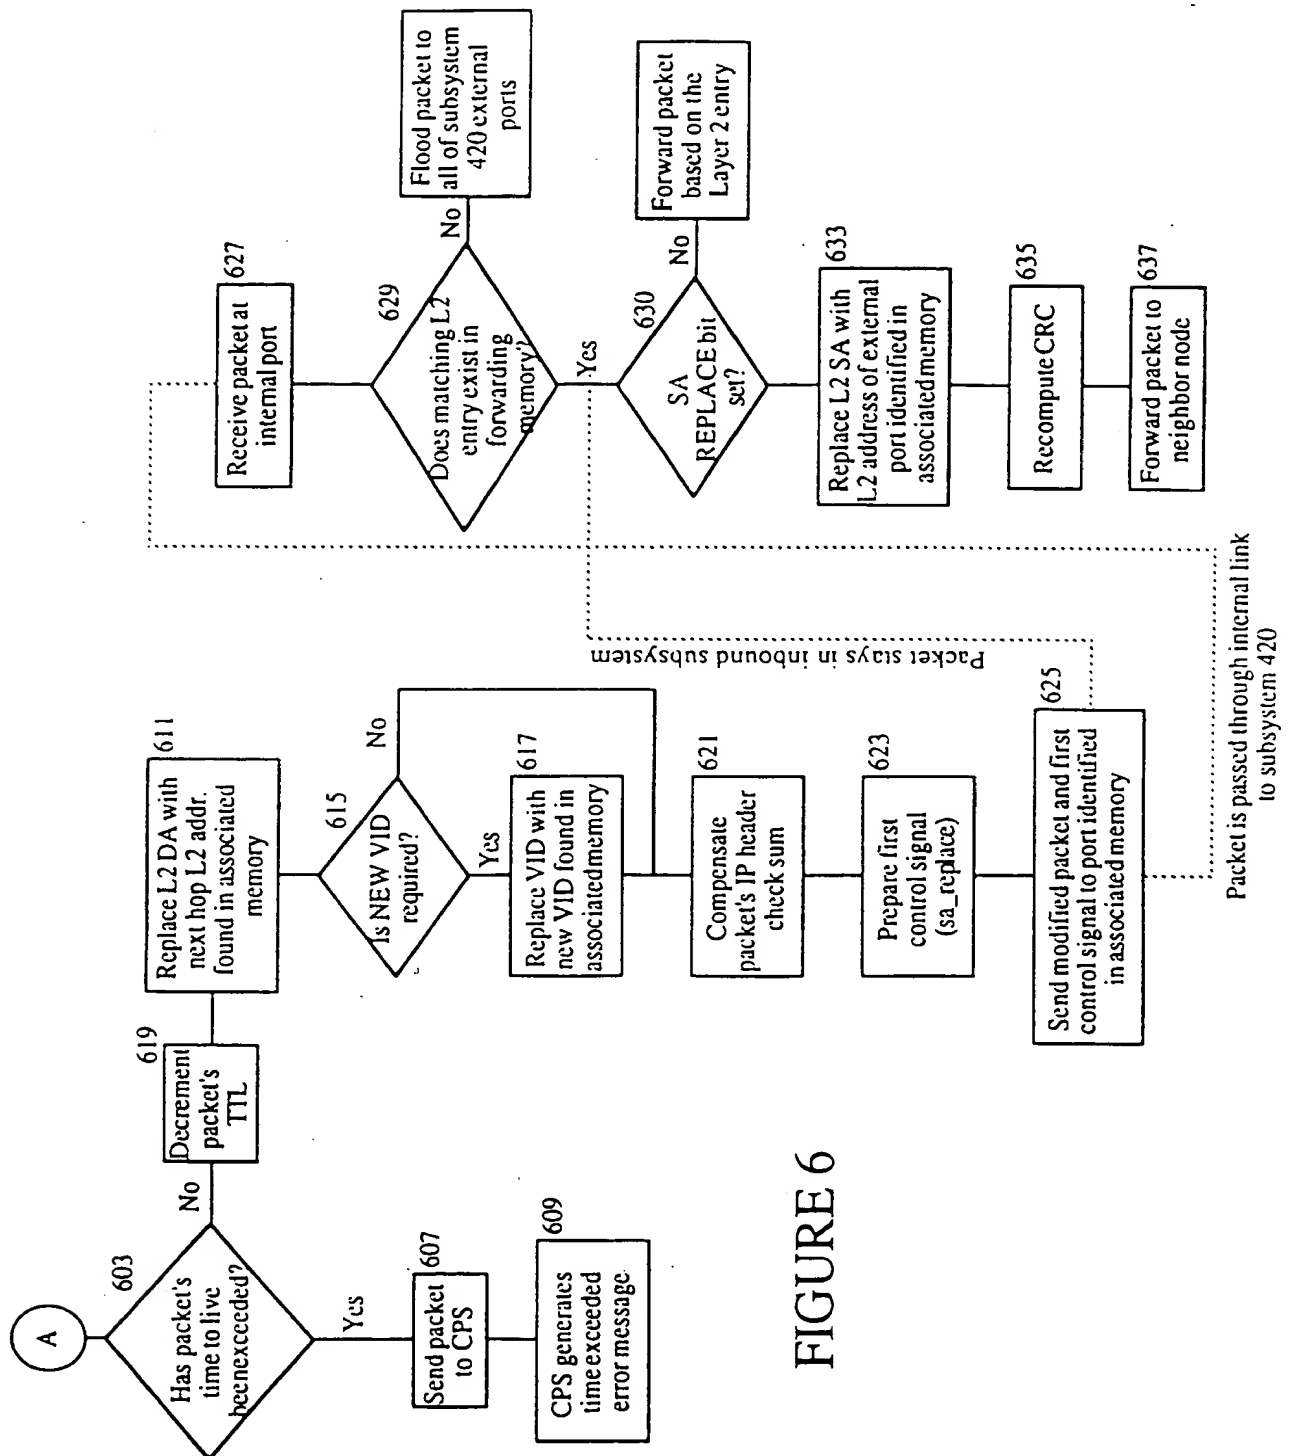 A
603
Has packet's
time to live
beenexceeded?
No
Yes
607
Send packet
to CPS
609
CPS generates
time exceeded
error message
619
Decrement
packet's
TTL
611
Replace L2 DA with
next hop L2 addr.
found in associated
memory
615
Is NEW VID
required?
No
Yes
617
Replace VID with
new VID found in
associatedmemory
621
Compensate
packet's IP header
check sum
623
Prepare first
control signal
(sa_replace)
625
Send modified packet and first
control signal to port identified
in associated memory
Packet stays in inbound subsystem
Packet is passed through internal link
to subsystem 420
627
Receive packet at
internal port
629
Does matching L2
entry exist in
forwarding
memory?
No
Flood packet to
all of subsystem
420 external
ports
Yes
630
SA
REPLACE bit
set?
No
Forward packet
based on the
Layer 2 entry
633
Replace L2 SA with
L2 address of external
port identified in
associated memory
635
Recompute CRC
637
Forward packet to
neighbor node
FIGURE 6